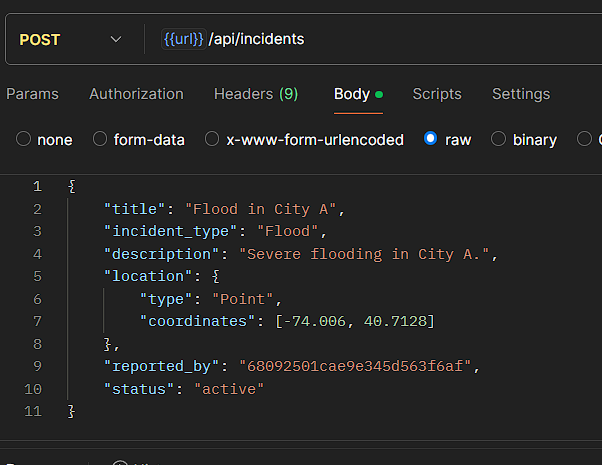 POST {{url}} /api/incidents
Params Authorization Headers (9) Body Scripts Settings
none form-data x-www-form-urlencoded raw binary
1 {
2 "title": "Flood in City A",
3 "incident_type": "Flood",
4 "description": "Severe flooding in City A.",
5 "location": {
6 "type": "Point",
7 "coordinates": [-74.006, 40.7128]
8 },
9 "reported_by": "68092501cae9e345d563f6af",
10 "status": "active"
11 }